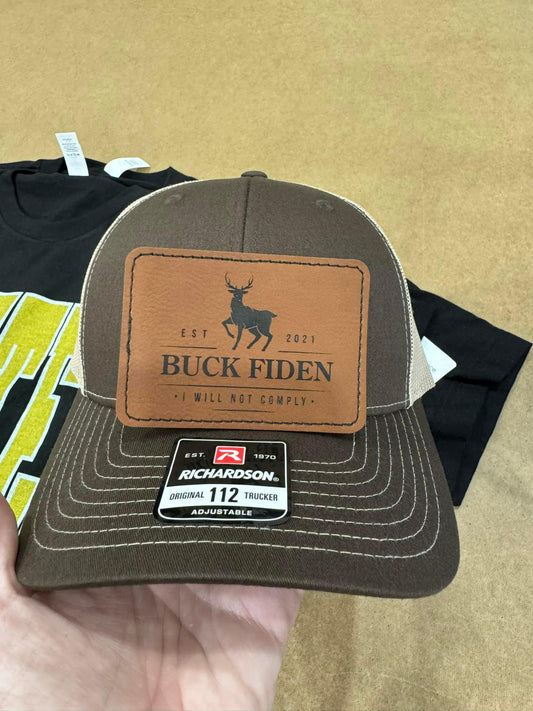 EST 2021
BUCK FIDEN
• I WILL NOT COMPLY •
EST. R 1970
RICHARDSON®
ORIGINAL 112 TRUCKER
ADJUSTABLE